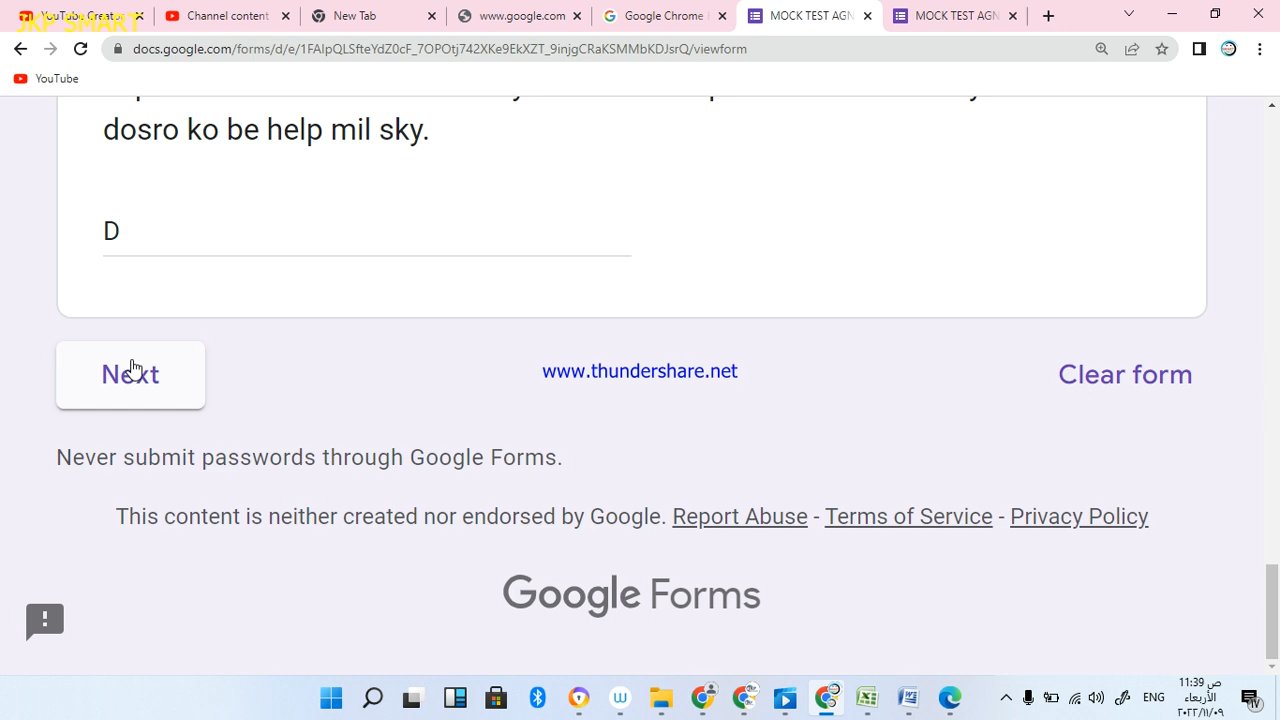 YouTube Creator
Channel content
New Tab
www.google.com
Google Chrome
MOCK TEST AGN
MOCK TEST AGN
JKP SMART
docs.google.com/forms/d/e/1FAIpQLSfteYdZ0cF_7OPOtj742XKe9EkXZT_9injgCRaKSMMbKDJsrQ/viewform
YouTube
dosro ko be help mil sky.
D
Next
www.thundershare.net
Clear form
Never submit passwords through Google Forms.
This content is neither created nor endorsed by Google. Report Abuse - Terms of Service - Privacy Policy
Google Forms
ENG
11:39 ص
الأربعاء
٢٠٢٢/١١/٠٩